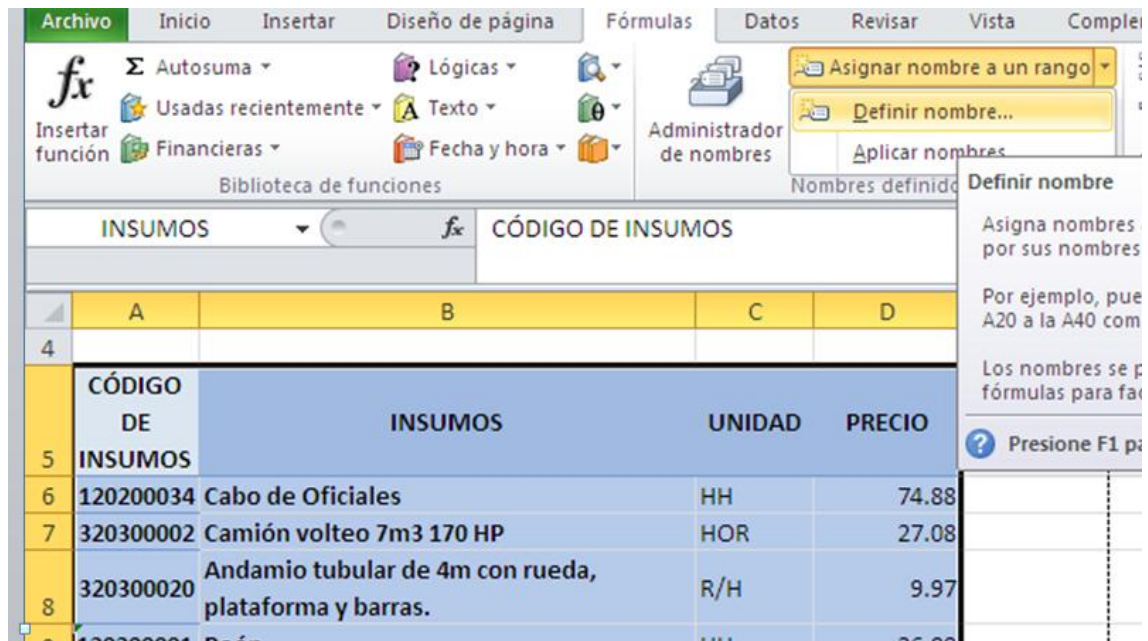 Archivo Inicio Insertar Diseño de página Fórmulas Datos Revisar Vista
fx Insertar función
Σ Autosuma
Usadas recientemente
Financieras
Lógicas
Texto
Fecha y hora
Biblioteca de funciones
Administrador de nombres
Asignar nombre a un rango
Definir nombre...
Aplicar nombres
Nombres
Definir nombre
Asigna nombres
por sus nombres
Por ejemplo,
A20 a la A40
Los nombres se
fórmulas para
Presione F1
INSUMOS fx CÓDIGO DE INSUMOS
A B C D
4
5 CÓDIGO DE INSUMOS INSUMOS UNIDAD PRECIO
6 120200034 Cabo de Oficiales HH 74.88
7 320300002 Camión volteo 7m3 170 HP HOR 27.08
8 320300020 Andamio tubular de 4m con rueda, plataforma y barras. R/H 9.97